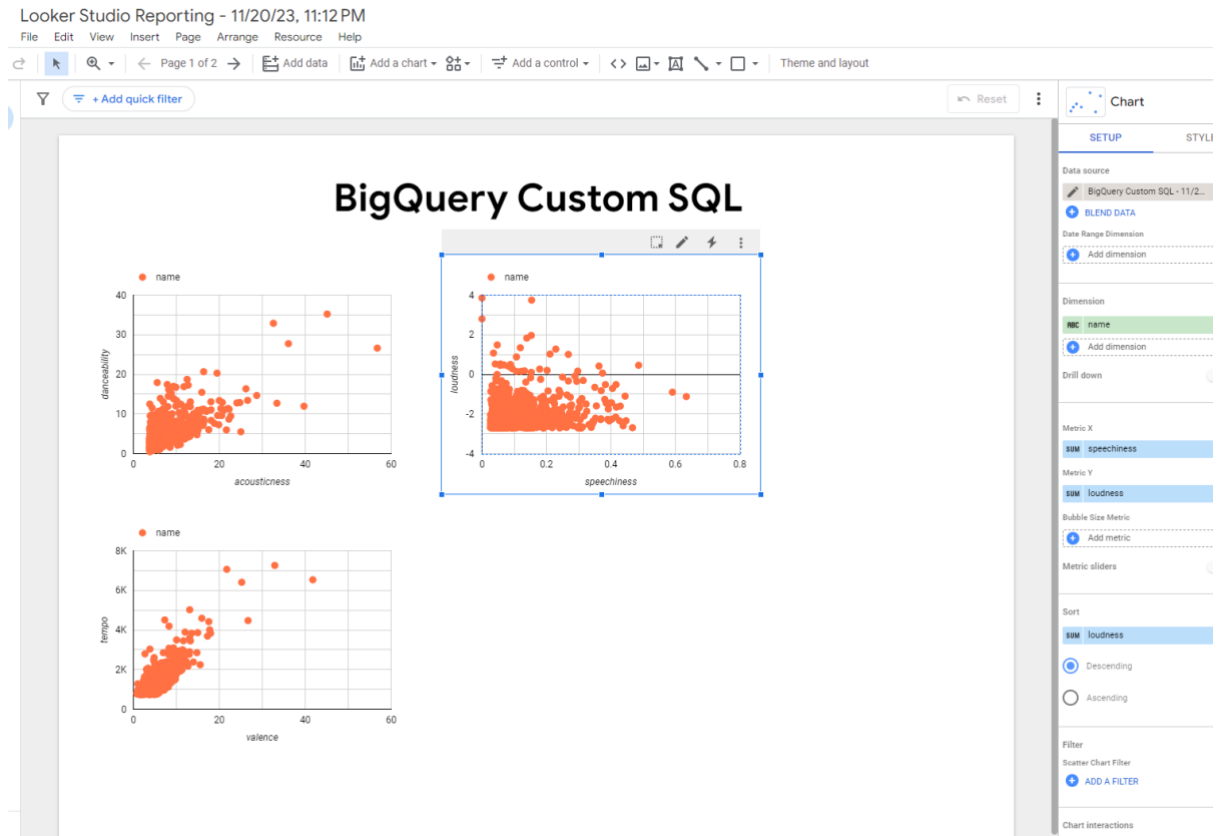 Looker Studio Reporting - 11/20/23, 11:12 PM
File Edit View Insert Page Arrange Resource Help
Page 1 of 2 Add data Add a chart Add a control Theme and layout
+ Add quick filter Reset
Chart
SETUP STYLE
BigQuery Custom SQL
name
40
30
20
10
0
danceability
0 20 40 60
acousticness
name
4
2
0
-2
-4
loudness
0 0.2 0.4 0.6 0.8
speechiness
name
8K
6K
4K
2K
0
tempo
0 20 40 60
valence
Data source
BigQuery Custom SQL - 11/2...
BLEND DATA
Date Range Dimension
Add dimension
Dimension
ABC name
Add dimension
Drill down
Metric X
SUM speechiness
Metric Y
SUM loudness
Bubble Size Metric
Add metric
Metric sliders
Sort
SUM loudness
Descending
Ascending
Filter
Scatter Chart Filter
ADD A FILTER
Chart interactions